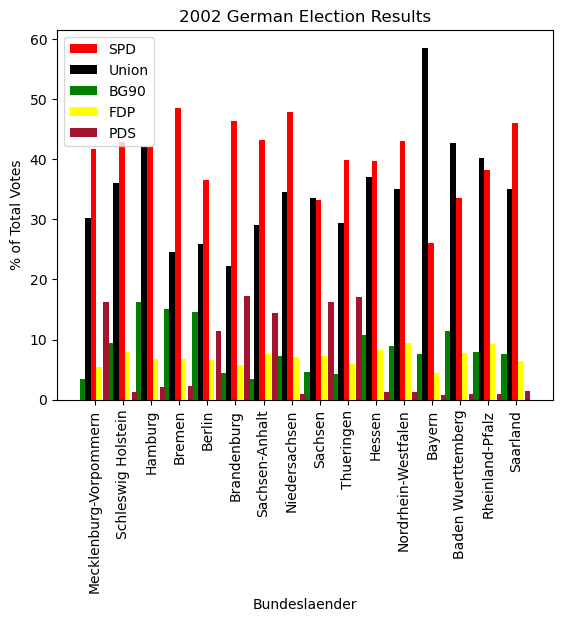 2002 German Election Results
SPD
Union
BG90
FDP
PDS
% of Total Votes
60
50
40
30
20
10
0
Mecklenburg-Vorpommern
Schleswig Holstein
Hamburg
Bremen
Berlin
Brandenburg
Sachsen-Anhalt
Niedersachsen
Sachsen
Thueringen
Hessen
Nordrhein-Westfalen
Bayern
Baden Wuerttemberg
Rheinland-Pfalz
Saarland
Bundeslaender